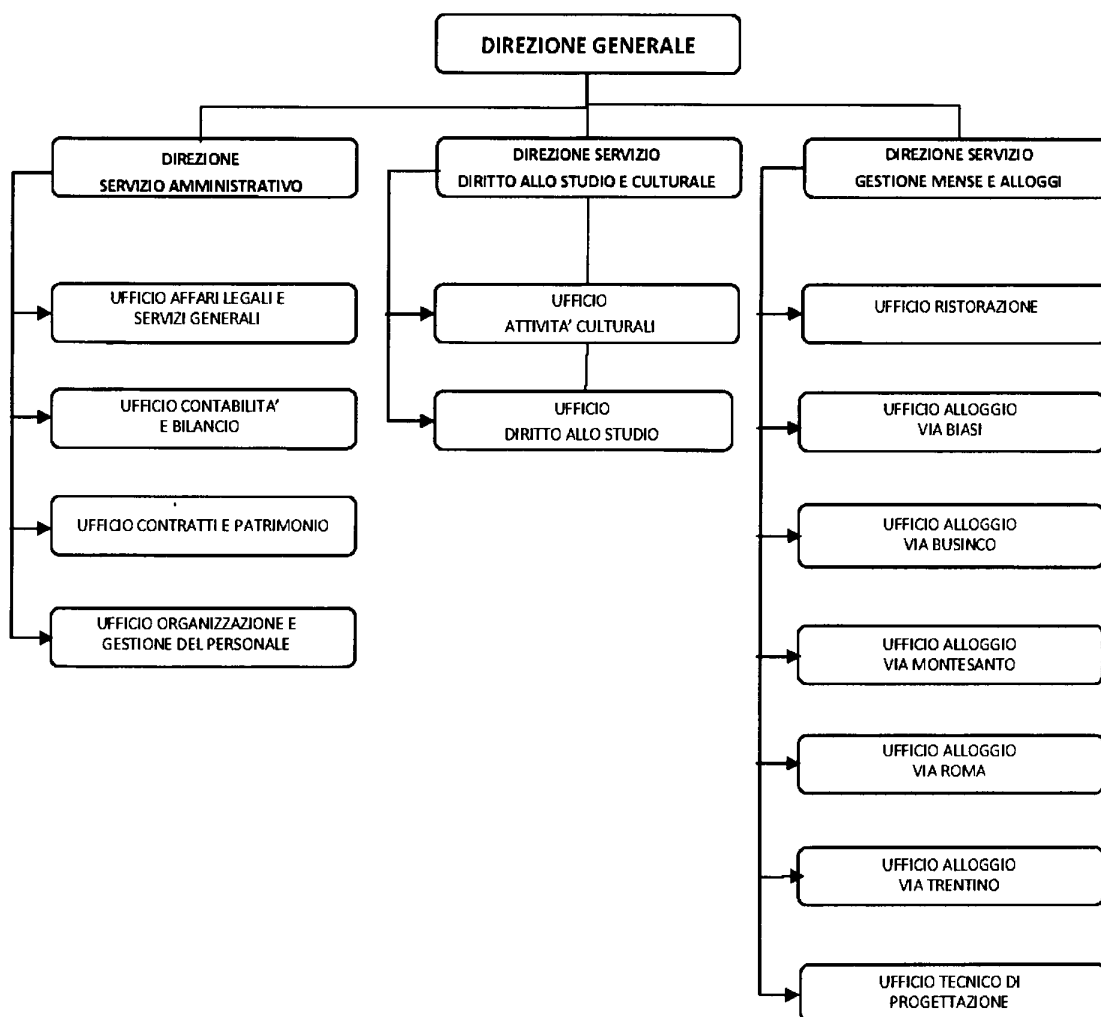 DIREZIONE GENERALE
DIREZIONE
SERVIZIO AMMINISTRATIVO
UFFICIO AFFARI LEGALI E
SERVIZI GENERALI
UFFICIO CONTABILITA’
E BILANCIO
UFFICIO CONTRATTI E PATRIMONIO
UFFICIO ORGANIZZAZIONE E
GESTIONE DEL PERSONALE
DIREZIONE SERVIZIO
DIRITTO ALLO STUDIO E CULTURALE
UFFICIO
ATTIVITA’ CULTURALI
UFFICIO
DIRITTO ALLO STUDIO
DIREZIONE SERVIZIO
GESTIONE MENSE E ALLOGGI
UFFICIO RISTORAZIONE
UFFICIO ALLOGGIO
VIA BIASI
UFFICIO ALLOGGIO
VIA BUSINCO
UFFICIO ALLOGGIO
VIA MONTESANTO
UFFICIO ALLOGGIO
VIA ROMA
UFFICIO ALLOGGIO
VIA TRENTINO
UFFICIO TECNICO DI
PROGETTAZIONE